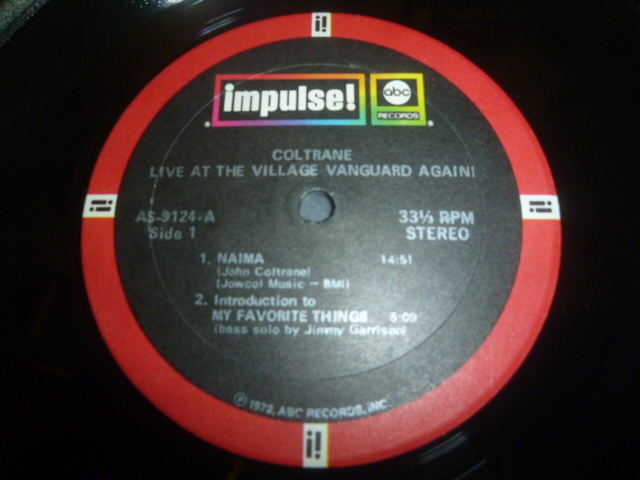 i!
impulse! abc RECORDS
COLTRANE
LIVE AT THE VILLAGE VANGUARD AGAIN!
AS-9124-A 33⅓ RPM
Side 1 STEREO
1. NAIMA 14:51
(John Coltrane)
(Jowcol Music — BMI)
2. Introduction to
MY FAVORITE THINGS 6:09
(bass solo by Jimmy Garrison)
Ⓟ 1972, ABC RECORDS, INC.